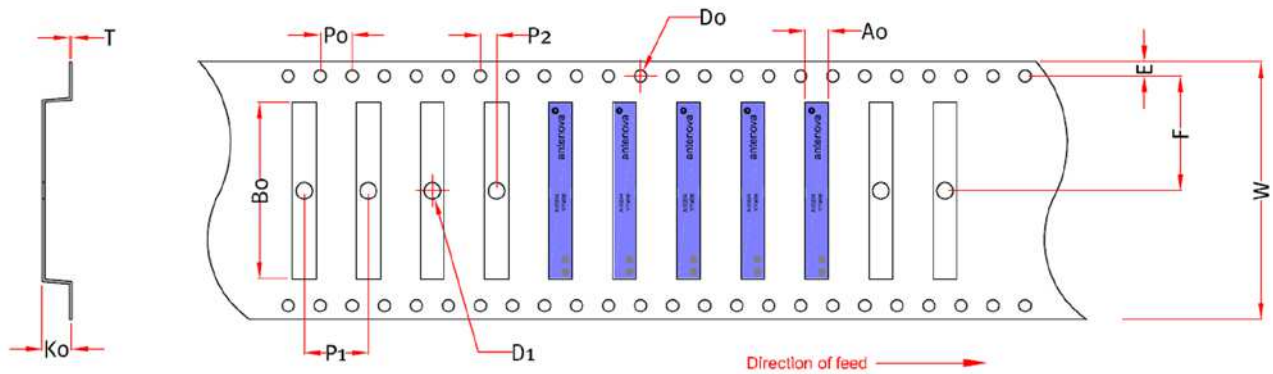 T
Po
P2
Do
Ao
E
F
W
Bo
antenova
antenova
antenova
antenova
antenova
Ko
P1
D1
Direction of feed